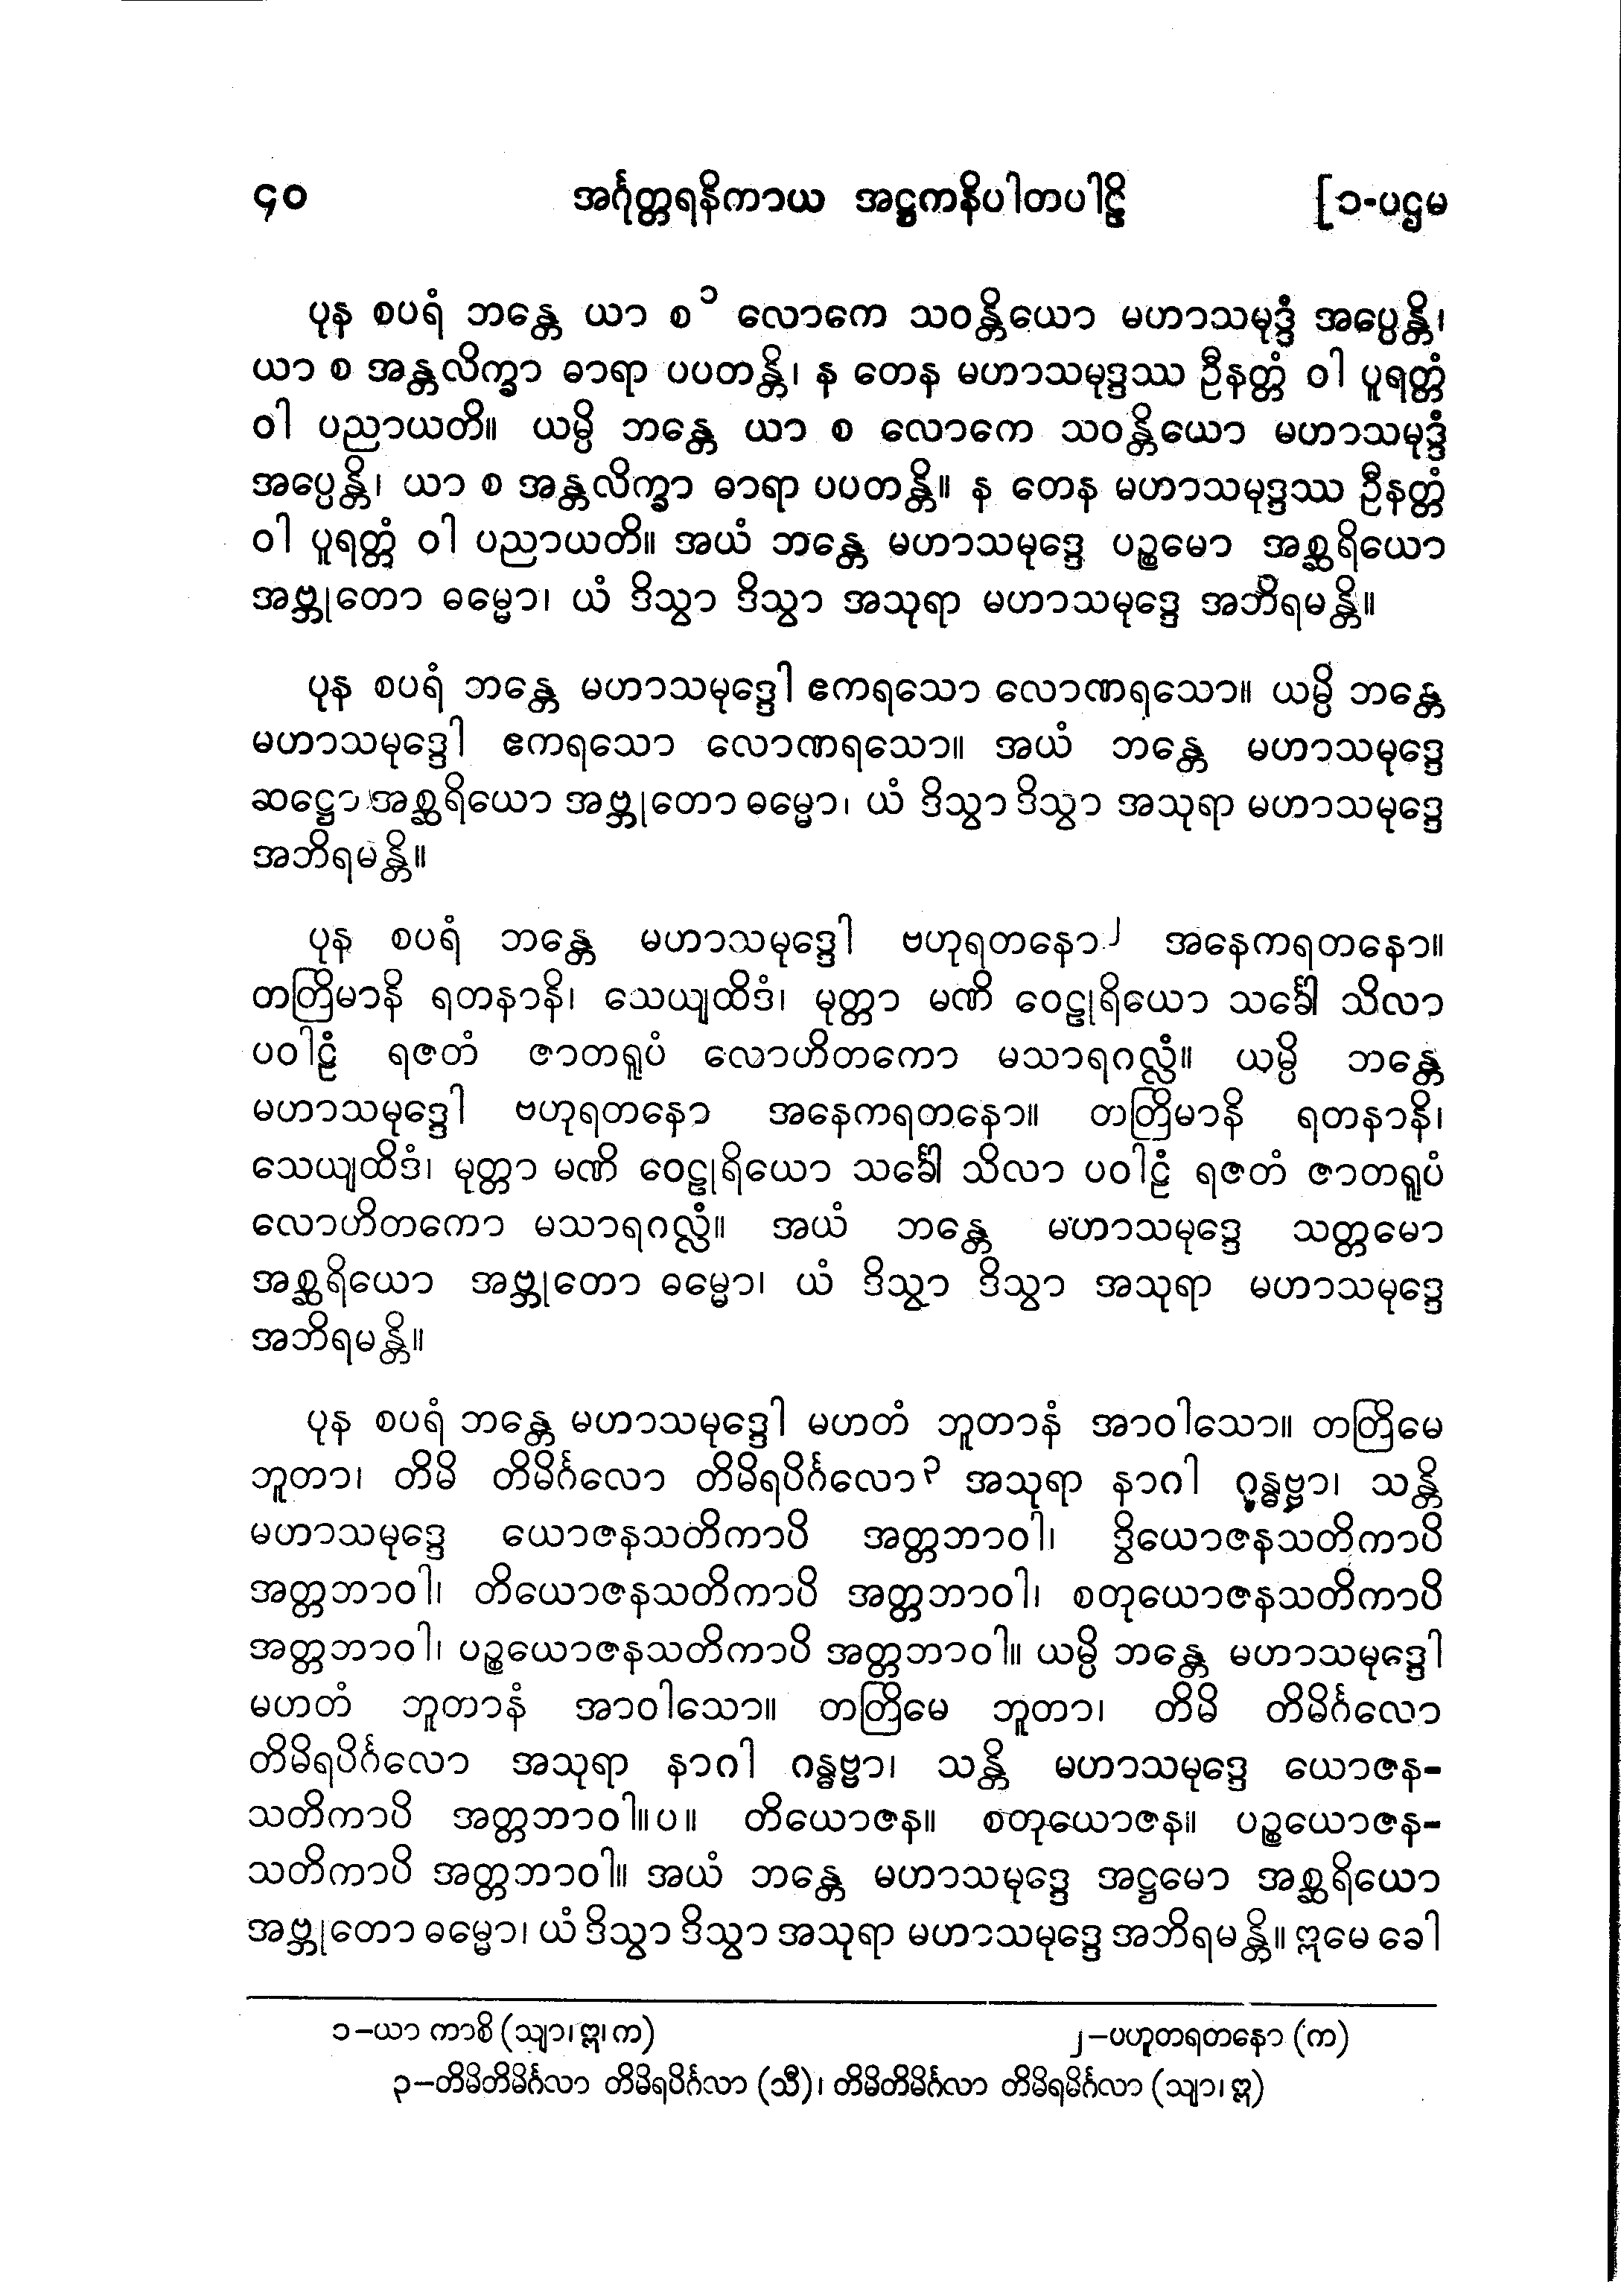 ၄၀ အင်္ဂုတ္တရနိကာယ အဋ္ဌကနိပါတပါဠိ [၁-ပဌမ
ပုန စပရံ ဘန္တေ ယာ စ၁ လောကေ သဝန္တိယော မဟာသမုဒ္ဒံ အပ္ပေန္တိ၊
ယာ စ အန္တလိက္ခာ ဓာရာ ပပတန္တိ၊ န တေန မဟာသမုဒ္ဒဿ ဦနတ္တံ ဝါ ပူရတ္တံ
ဝါ ပညာယတိ။ ယမ္ပိ ဘန္တေ ယာ စ လောကေ သဝန္တိယော မဟာသမုဒ္ဒံ
အပ္ပေန္တိ၊ ယာ စ အန္တလိက္ခာ ဓာရာ ပပတန္တိ။ န တေန မဟာသမုဒ္ဒဿ ဦနတ္တံ
ဝါ ပူရတ္တံ ဝါ ပညာယတိ။ အယံ ဘန္တေ မဟာသမုဒ္ဒေ ပဉ္စမော အစ္ဆရိယော
အဗ္ဘုတော ဓမ္မော၊ ယံ ဒိသွာ ဒိသွာ အသုရာ မဟာသမုဒ္ဒေ အဘိရမန္တိ။
ပုန စပရံ ဘန္တေ မဟာသမုဒ္ဒေါ ဧကရသော လောဏရသော။ ယမ္ပိ ဘန္တေ
မဟာသမုဒ္ဒေါ ဧကရသော လောဏရသော။ အယံ ဘန္တေ မဟာသမုဒ္ဒေ
ဆဋ္ဌော အစ္ဆရိယော အဗ္ဘုတော ဓမ္မော၊ ယံ ဒိသွာ ဒိသွာ အသုရာ မဟာသမုဒ္ဒေ
အဘိရမန္တိ။
ပုန စပရံ ဘန္တေ မဟာသမုဒ္ဒေါ ဗဟုရတနော၂ အနေကရတနော။
တတြိမာနိ ရတနာနိ၊ သေယျထိဒံ၊ မုတ္တာ မဏိ ဝေဠုရိယော သင်္ခေါ သိလာ
ပဝါဠံ ရဇတံ ဇာတရူပံ လောဟိတကော မသာရဂလ္လံ။ ယမ္ပိ ဘန္တေ
မဟာသမုဒ္ဒေါ ဗဟုရတနော အနေကရတနော။ တတြိမာနိ ရတနာနိ၊
သေယျထိဒံ၊ မုတ္တာ မဏိ ဝေဠုရိယော သင်္ခေါ သိလာ ပဝါဠံ ရဇတံ ဇာတရူပံ
လောဟိတကော မသာရဂလ္လံ။ အယံ ဘန္တေ မဟာသမုဒ္ဒေ သတ္တမော
အစ္ဆရိယော အဗ္ဘုတော ဓမ္မော၊ ယံ ဒိသွာ ဒိသွာ အသုရာ မဟာသမုဒ္ဒေ
အဘိရမန္တိ။
ပုန စပရံ ဘန္တေ မဟာသမုဒ္ဒေါ မဟတံ ဘူတာနံ အာဝါသော။ တတြိမေ
ဘူတာ၊ တိမိ တိမိင်္ဂလော တိမိရပိင်္ဂလော၃ အသုရာ နာဂါ ဂန္ဓဗ္ဗာ၊ သန္တိ
မဟာသမုဒ္ဒေ ယောဇနသတိကာပိ အတ္တဘာဝါ၊ ဒွိယောဇနသတိကာပိ
အတ္တဘာဝါ၊ တိယောဇနသတိကာပိ အတ္တဘာဝါ၊ စတုယောဇနသတိကာပိ
အတ္တဘာဝါ၊ ပဉ္စယောဇနသတိကာပိ အတ္တဘာဝါ။ ယမ္ပိ ဘန္တေ မဟာသမုဒ္ဒေါ
မဟတံ ဘူတာနံ အာဝါသော။ တတြိမေ ဘူတာ၊ တိမိ တိမိင်္ဂလော
တိမိရပိင်္ဂလော အသုရာ နာဂါ ဂန္ဓဗ္ဗာ၊ သန္တိ မဟာသမုဒ္ဒေ ယောဇန-
သတိကာပိ အတ္တဘာဝါ။ပ။ တိယောဇန။ စတုယောဇန။ ပဉ္စယောဇန-
သတိကာပိ အတ္တဘာဝါ။ အယံ ဘန္တေ မဟာသမုဒ္ဒေ အဋ္ဌမော အစ္ဆရိယော
အဗ္ဘုတော ဓမ္မော၊ ယံ ဒိသွာ ဒိသွာ အသုရာ မဟာသမုဒ္ဒေ အဘိရမန္တိ။ ဣမေ ခေါ
၁-ယာ ကာစိ (သျာ၊ ဣ၊ က) ၂-ပဟူတရတနော (က)
၃-တိမိတိမိင်္ဂလာ တိမိရပိင်္ဂလာ (သီ)၊ တိမိတိမိင်္ဂလာ တိမိရမိင်္ဂလာ (သျာ၊ ဣ)